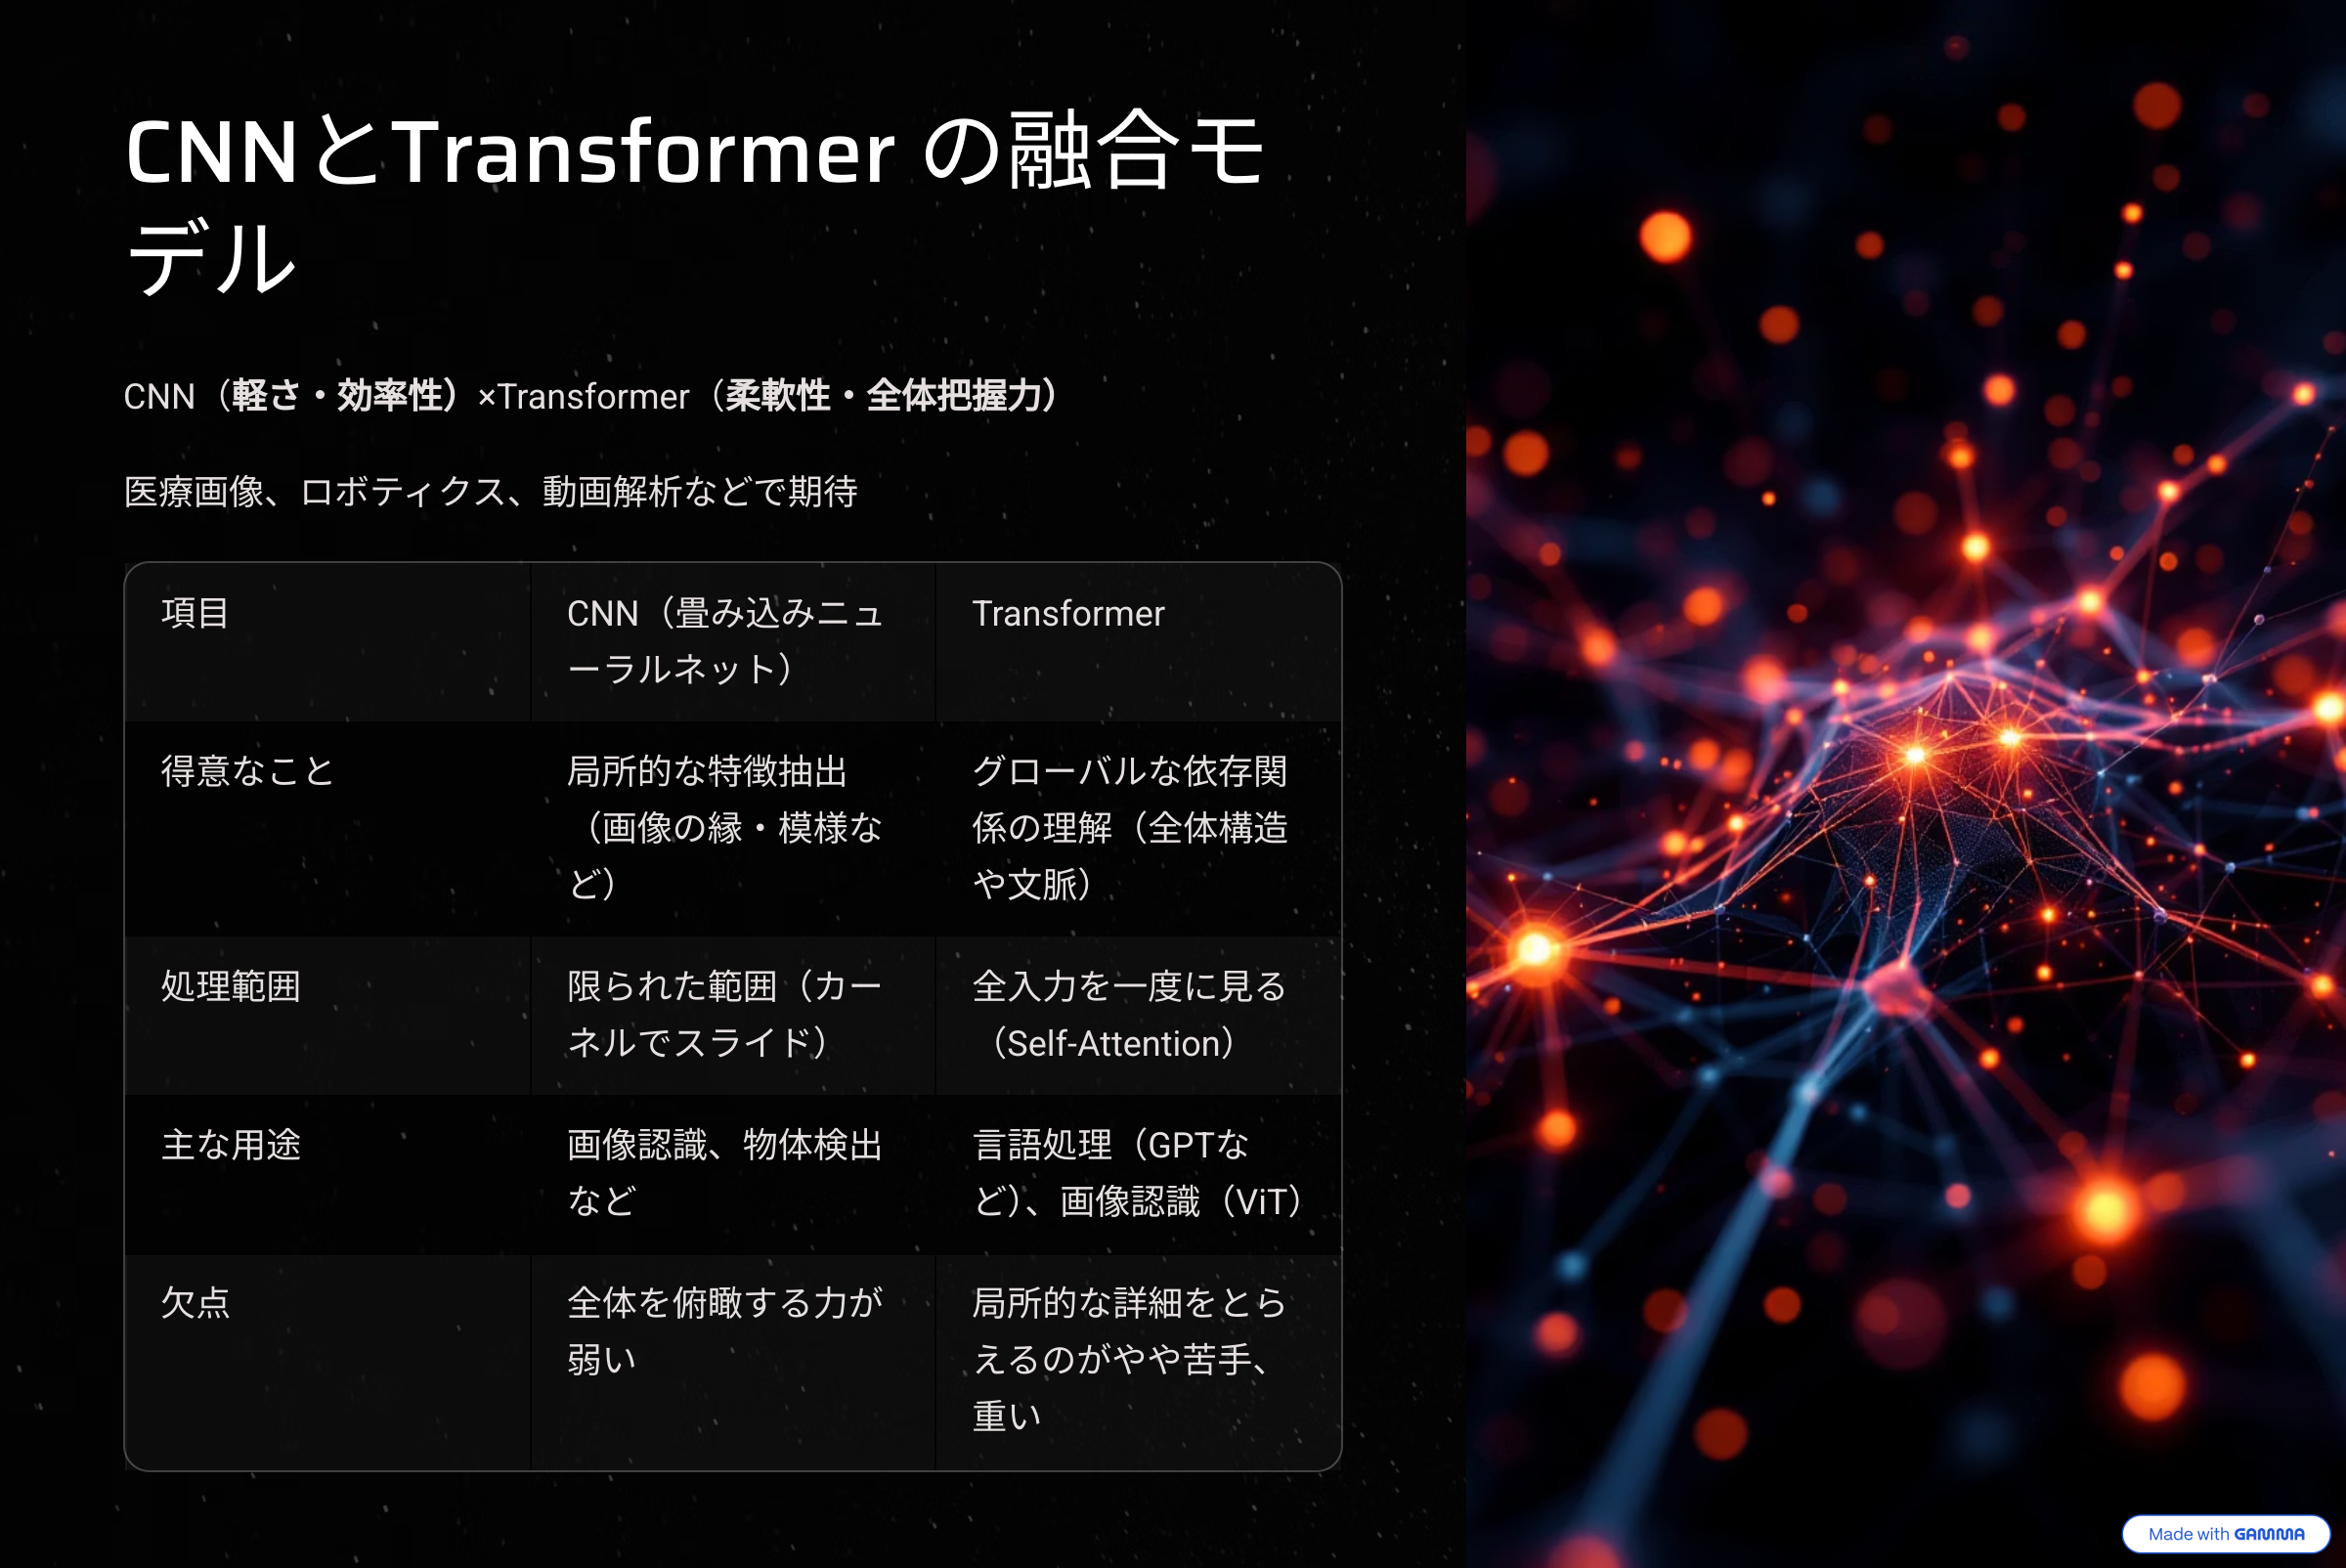 CNNとTransformer の融合モ
デル
CNN（軽さ・効率性）×Transformer（柔軟性・全体把握力）
医療画像、ロボティクス、動画解析などで期待
項目
CNN（畳み込みニュ
ーラルネット）
Transformer
得意なこと
局所的な特徴抽出
（画像の縁・模様な
ど）
グローバルな依存関
係の理解（全体構造
や文脈）
処理範囲
限られた範囲（カー
ネルでスライド）
全入力を一度に見る
（Self-Attention）
主な用途
画像認識、物体検出
など
言語処理（GPTな
ど）、画像認識（ViT）
欠点
全体を俯瞰する力が
弱い
局所的な詳細をとら
えるのがやや苦手、
重い
Made with GAMMA